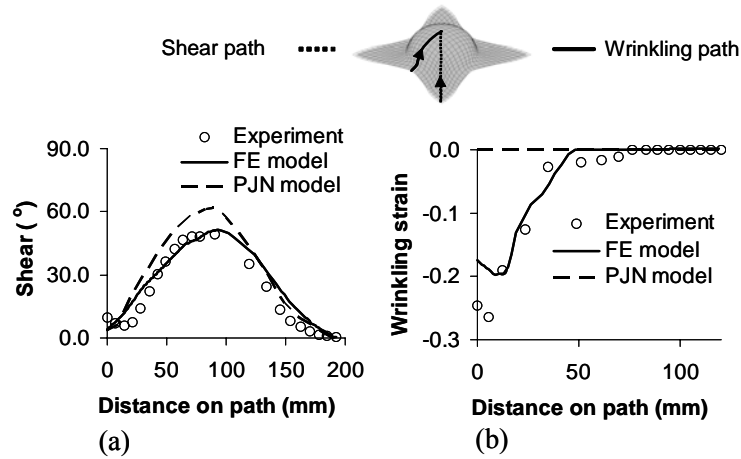 Shear path
Wrinkling path
90.0
60.0
30.0
0.0
Shear ( º)
Experiment
FE model
PJN model
0 50 100 150 200
Distance on path (mm)
(a)
0.0
-0.1
-0.2
-0.3
Wrinkling strain
Experiment
FE model
PJN model
0 50 100
Distance on path (mm)
(b)